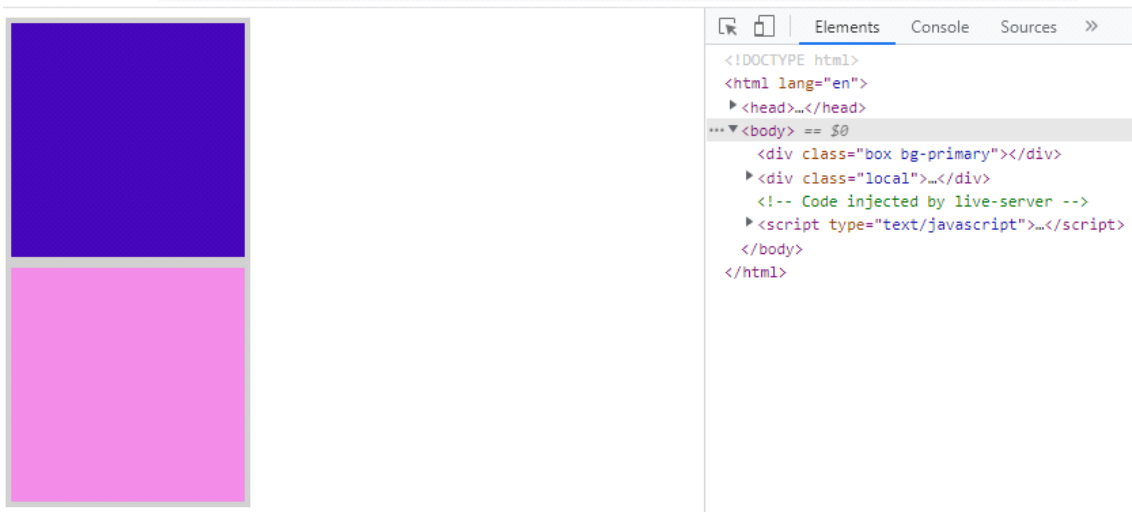 Elements Console Sources »
<!DOCTYPE html>
<html lang="en">
<head>…</head>
<body> == $0
<div class="box bg-primary"></div>
<div class="local">…</div>
<!-- Code injected by live-server -->
<script type="text/javascript">…</script>
</body>
</html>